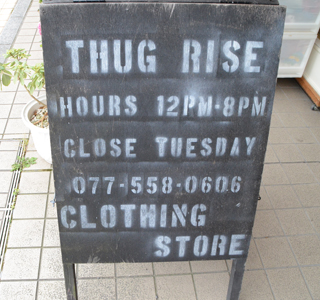 THUG RISE
HOURS 12PM-8PM
CLOSE TUESDAY
077-558-0606
CLOTHING
STORE